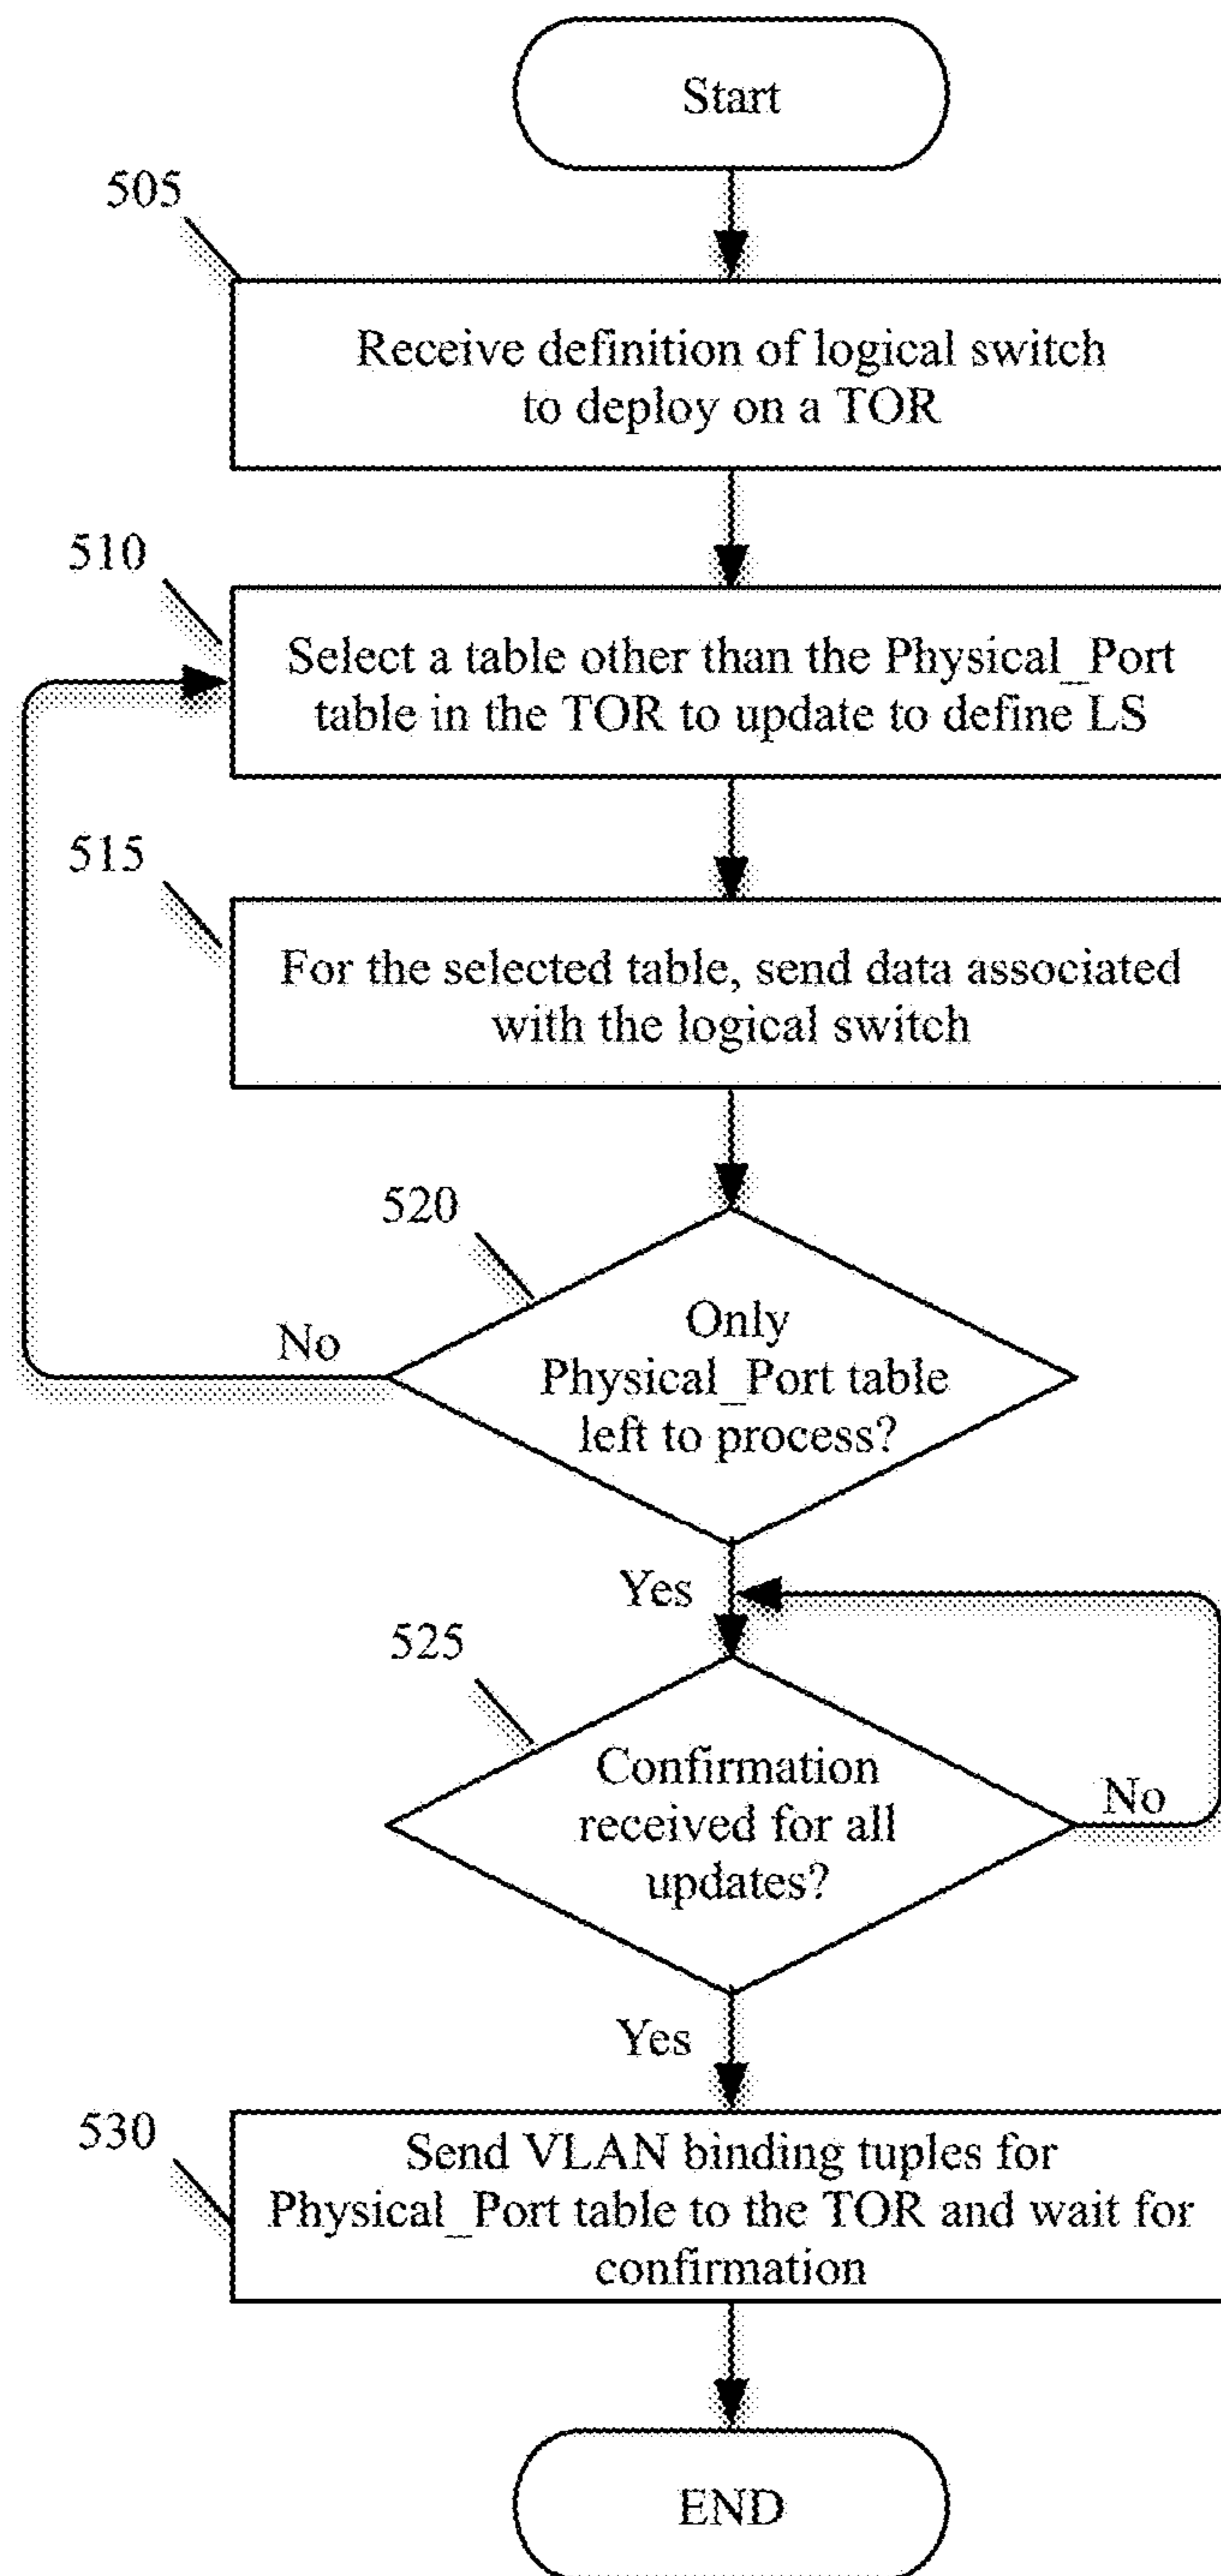 Start
505
Receive definition of logical switch
to deploy on a TOR
510
Select a table other than the Physical_Port
table in the TOR to update to define LS
515
For the selected table, send data associated
with the logical switch
520
Only
Physical_Port table
left to process?
No
Yes
525
Confirmation
received for all
updates?
No
Yes
530
Send VLAN binding tuples for
Physical_Port table to the TOR and wait for
confirmation
END